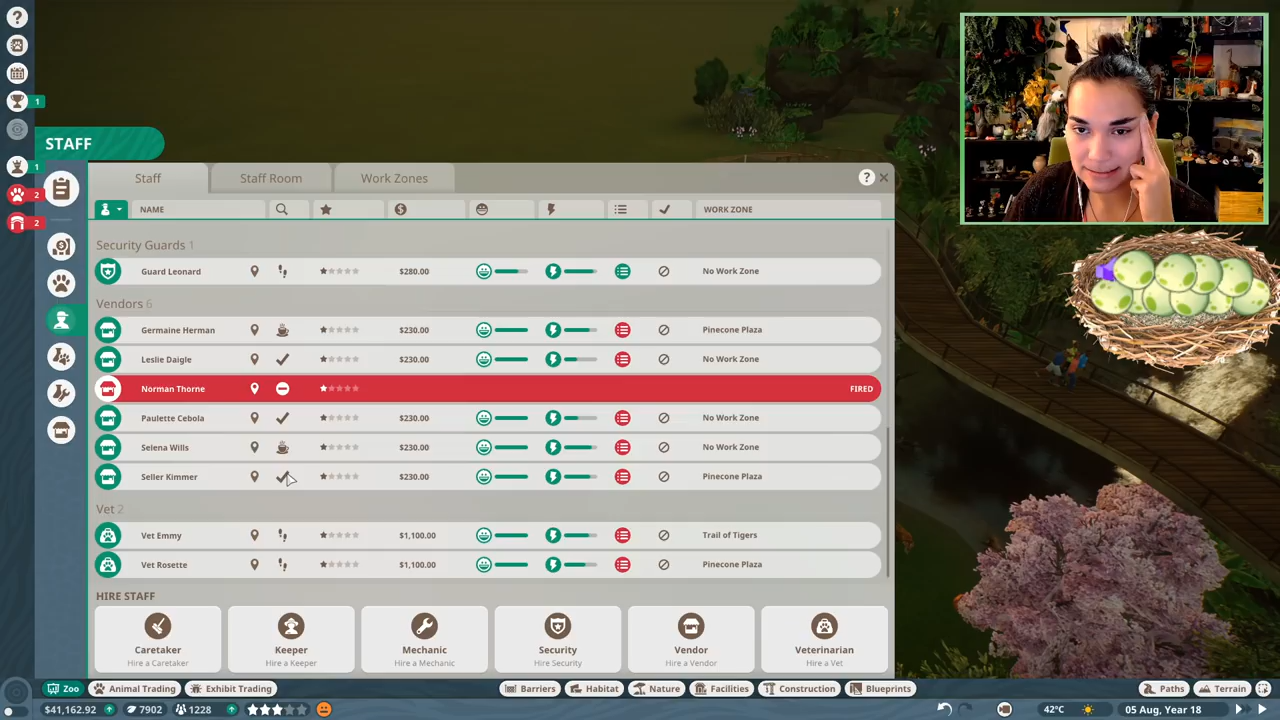 ?
1
STAFF
1
2
2
Staff
Staff Room
Work Zones
?
NAME
WORK ZONE
Security Guards 1
Guard Leonard $280.00 No Work Zone
Vendors 6
Germaine Herman $230.00 Pinecone Plaza
Leslie Daigle $230.00 No Work Zone
Norman Thorne FIRED
Paulette Cebola $230.00 No Work Zone
Selena Wills $230.00 No Work Zone
Seller Kimmer $230.00 Pinecone Plaza
Vet 2
Vet Emmy $1,100.00 Trail of Tigers
Vet Rosette $1,100.00 Pinecone Plaza
HIRE STAFF
Caretaker
Hire a Caretaker
Keeper
Hire a Keeper
Mechanic
Hire a Mechanic
Security
Hire Security
Vendor
Hire a Vendor
Veterinarian
Hire a Vet
Zoo
Animal Trading
Exhibit Trading
Barriers
Habitat
Nature
Facilities
Construction
Blueprints
Paths
Terrain
$41,162.92
7902
1228
42°C
05 Aug, Year 18